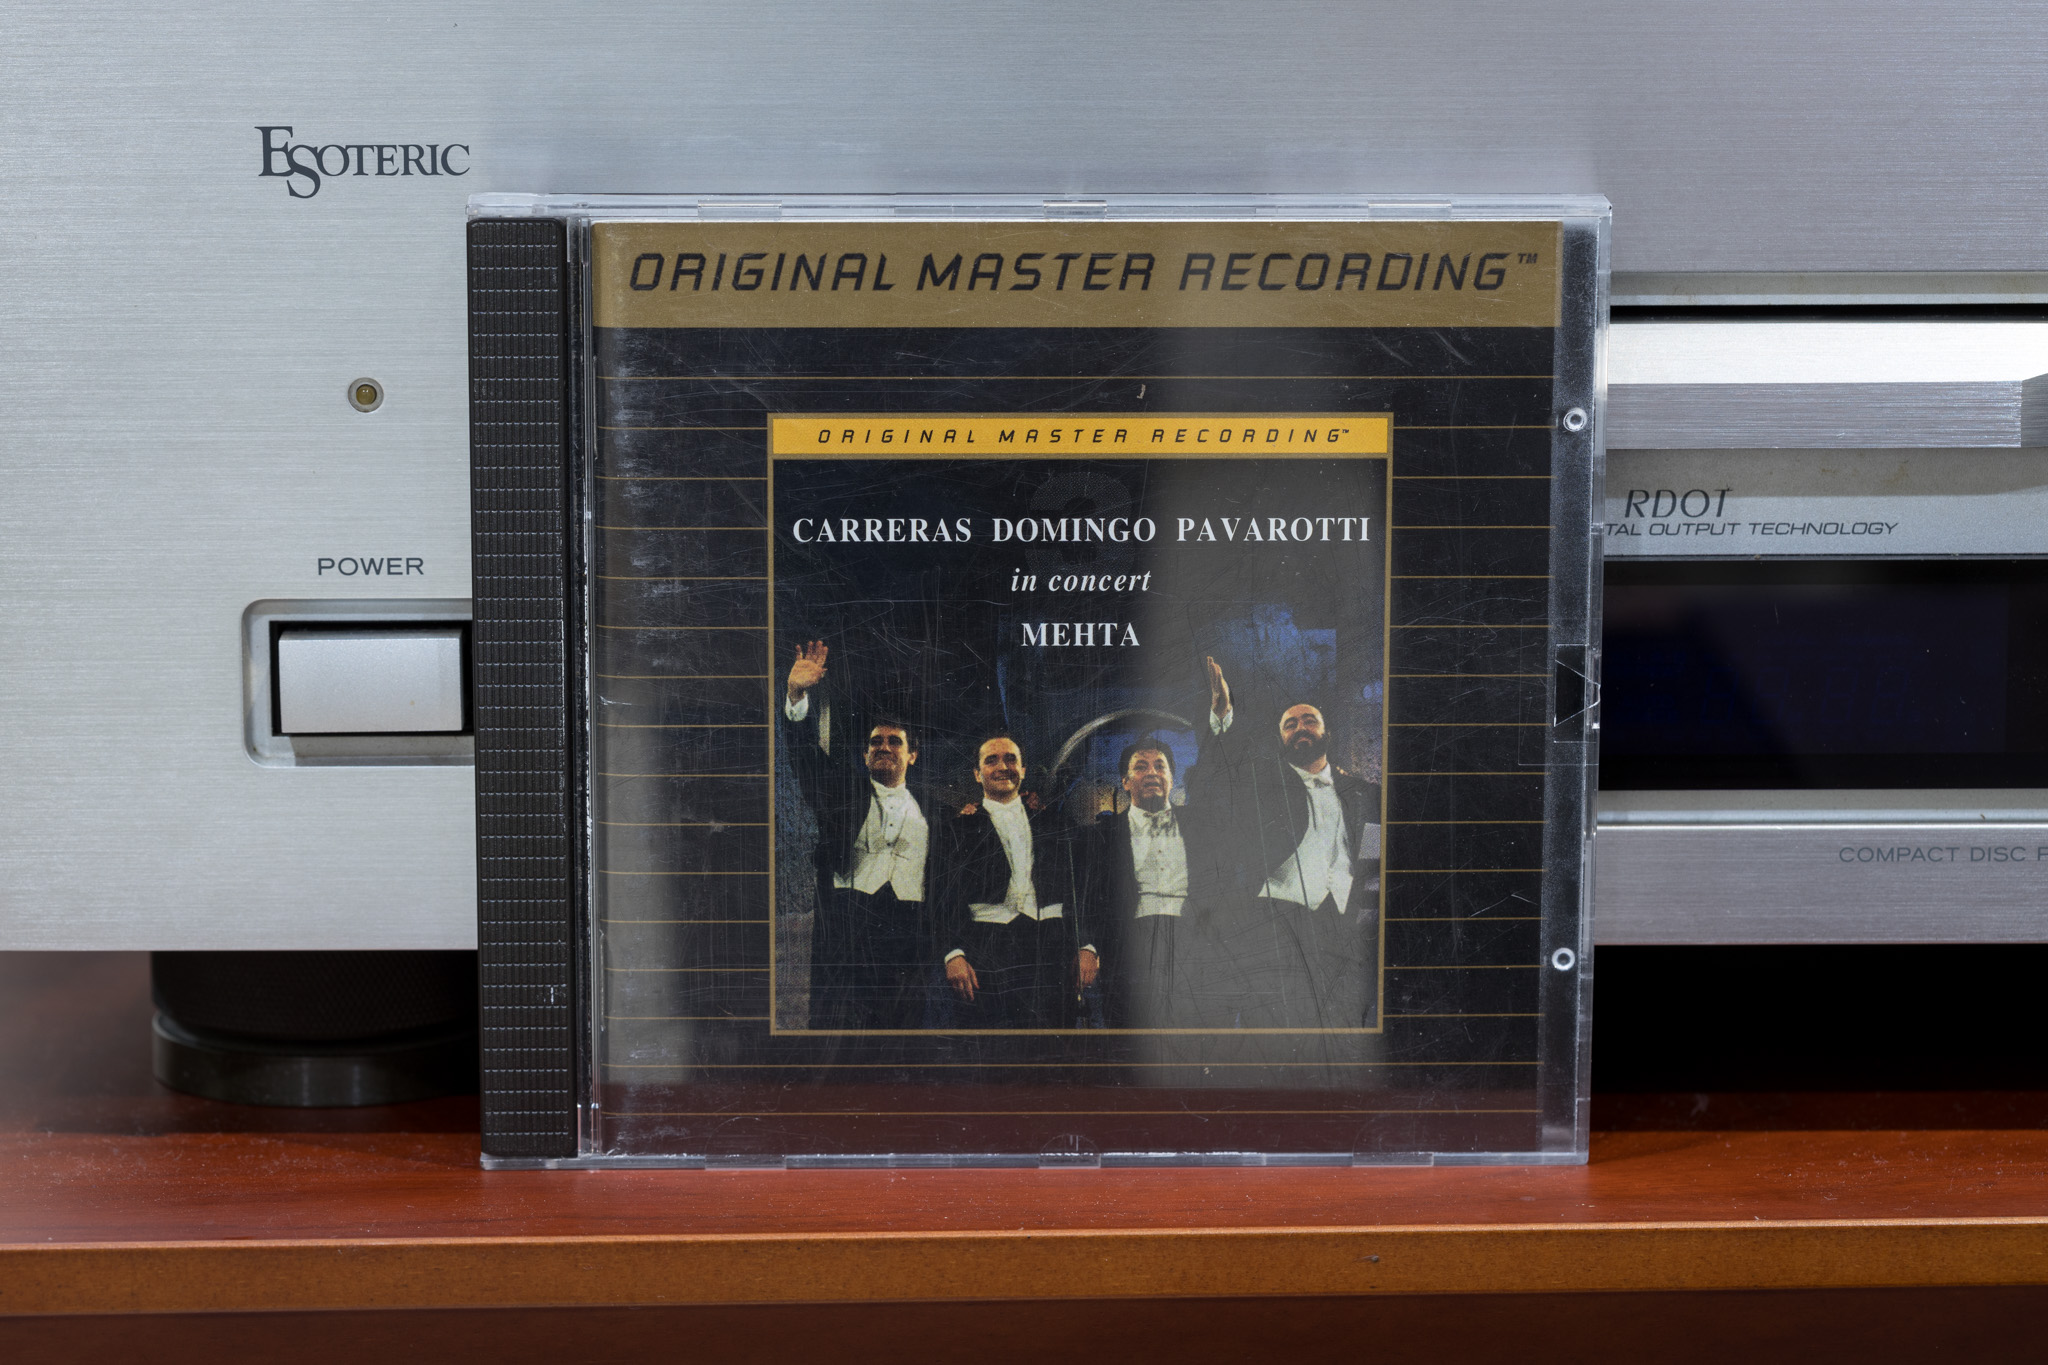 ESOTERIC
POWER
ORIGINAL MASTER RECORDING™
ORIGINAL MASTER RECORDING™
CARRERAS DOMINGO PAVAROTTI
in concert
MEHTA
RDOT
TAL OUTPUT TECHNOLOGY
COMPACT DISC P